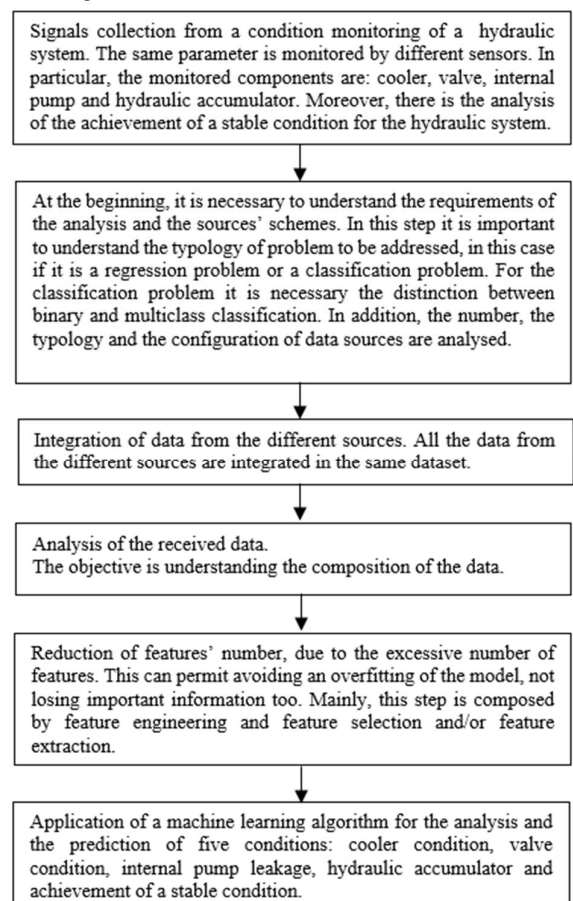 Signals collection from a condition monitoring of a hydraulic
system. The same parameter is monitored by different sensors. In
particular, the monitored components are: cooler, valve, internal
pump and hydraulic accumulator. Moreover, there is the analysis
of the achievement of a stable condition for the hydraulic system.
At the beginning, it is necessary to understand the requirements of
the analysis and the sources’ schemes. In this step it is important
to understand the typology of problem to be addressed, in this case
if it is a regression problem or a classification problem. For the
classification problem it is necessary the distinction between
binary and multiclass classification. In addition, the number, the
typology and the configuration of data sources are analysed.
Integration of data from the different sources. All the data from
the different sources are integrated in the same dataset.
Analysis of the received data.
The objective is understanding the composition of the data.
Reduction of features’ number, due to the excessive number of
features. This can permit avoiding an overfitting of the model, not
losing important information too. Mainly, this step is composed
by feature engineering and feature selection and/or feature
extraction.
Application of a machine learning algorithm for the analysis and
the prediction of five conditions: cooler condition, valve
condition, internal pump leakage, hydraulic accumulator and
achievement of a stable condition.